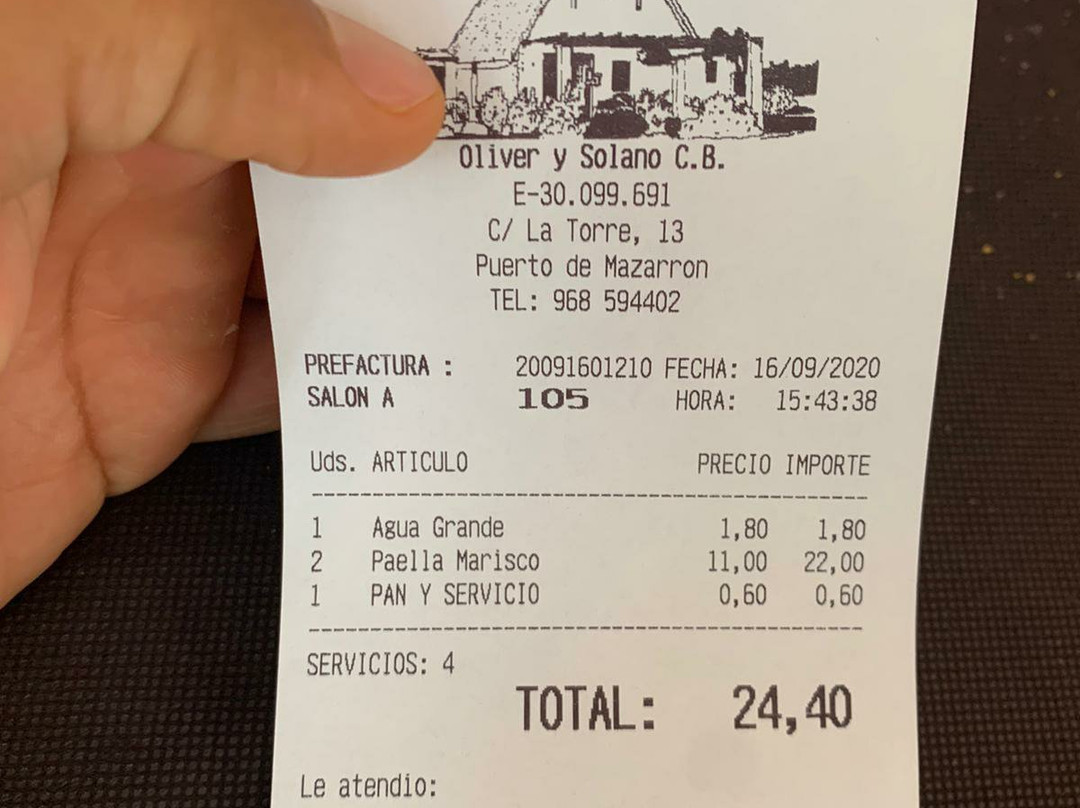 Oliver y Solano C.B.
E-30.099.691
C/ La Torre, 13
Puerto de Mazarron
TEL: 968 594402
PREFACTURA : 20091601210 FECHA: 16/09/2020
SALON A 105 HORA: 15:43:38
Uds. ARTICULO PRECIO IMPORTE
1 Agua Grande 1,80 1,80
2 Paella Marisco 11,00 22,00
1 PAN Y SERVICIO 0,60 0,60
SERVICIOS: 4
TOTAL: 24,40
Le atendio: